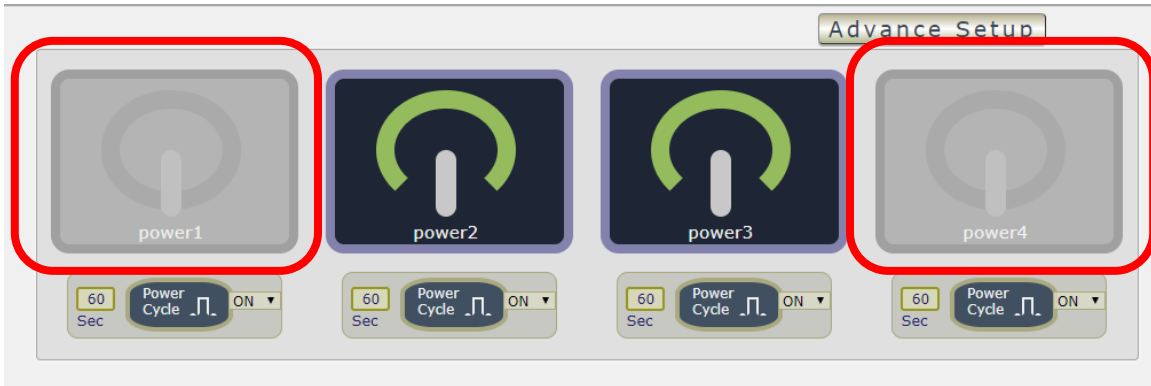 Advance Setup
power1
power2
power3
power4
60
Sec
Power
Cycle
ON
60
Sec
Power
Cycle
ON
60
Sec
Power
Cycle
ON
60
Sec
Power
Cycle
ON